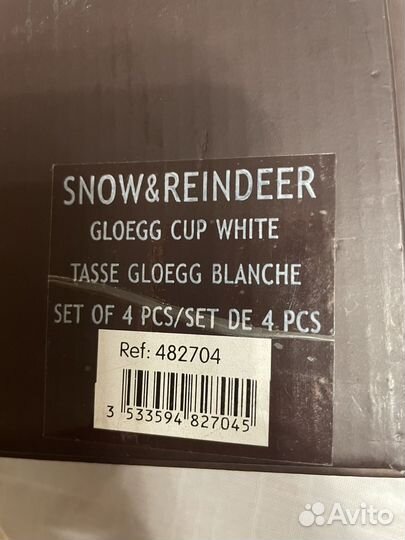 SNOW&REINDEER
GLOEGG CUP WHITE
TASSE GLOEGG BLANCHE
SET OF 4 PCS/SET DE 4 PCS
Ref: 482704
3 533594 827045
Avito